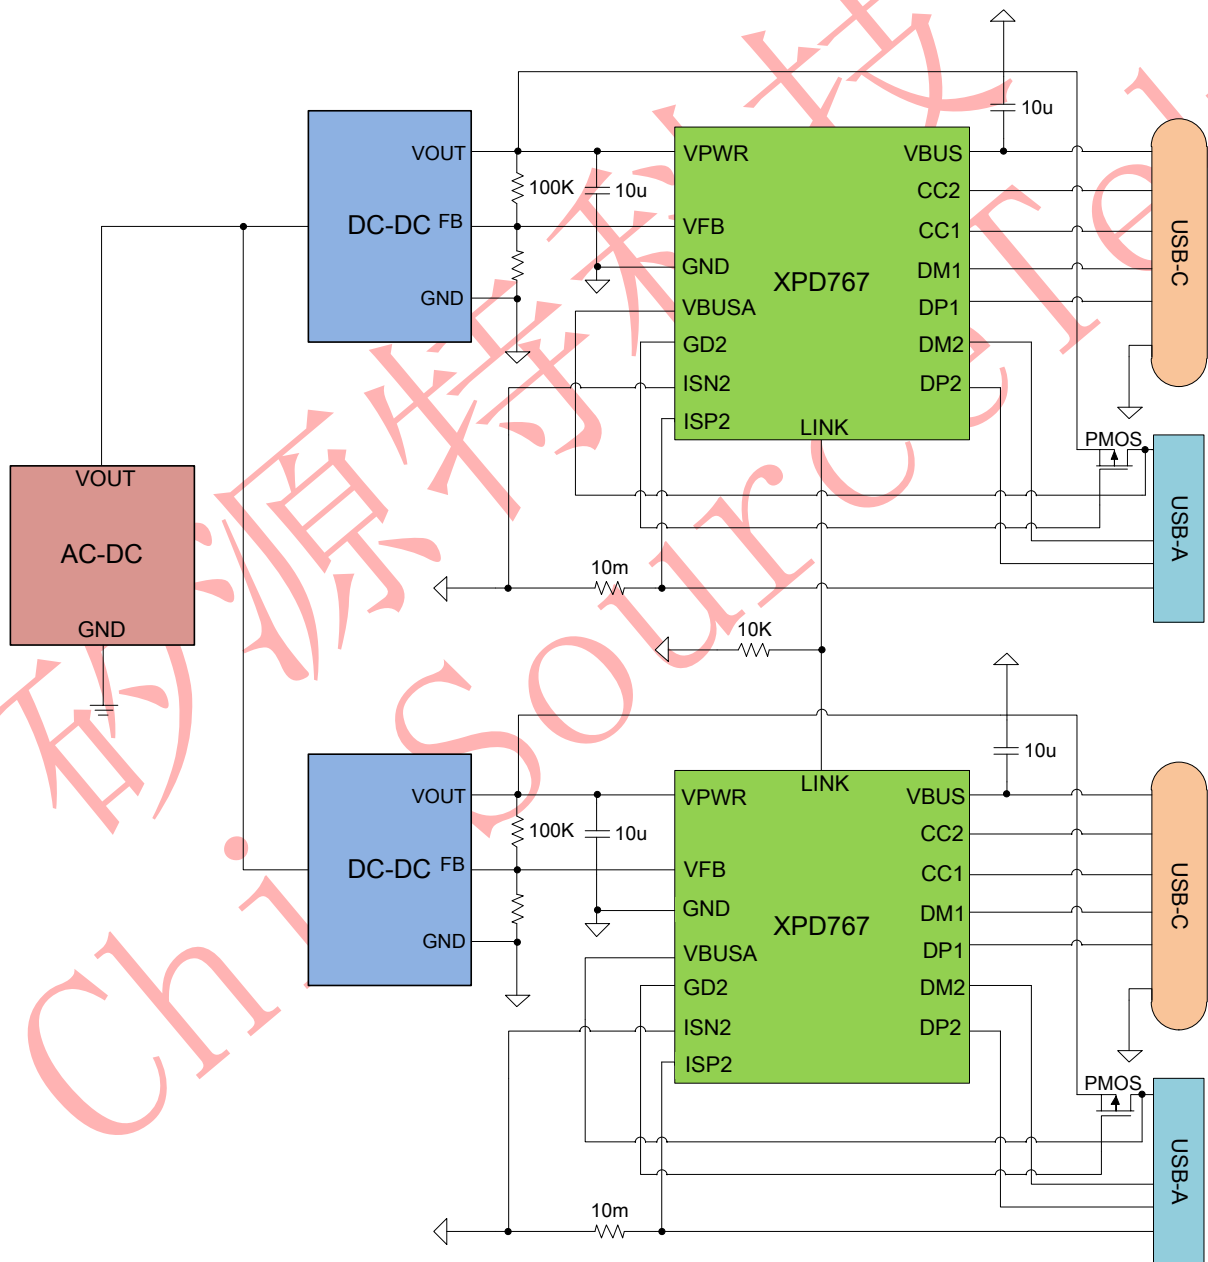 10u
VOUT
100K
10u
DC-DC
FB
GND
VPWR
VFB
GND
VBUSA
GD2
ISN2
ISP2
XPD767
LINK
VBUS
CC2
CC1
DM1
DP1
DM2
DP2
USB-C
PMOS
USB-A
VOUT
AC-DC
GND
10m
10K
10u
VOUT
100K
10u
DC-DC
FB
GND
LINK
VPWR
VFB
GND
VBUSA
GD2
ISN2
ISP2
XPD767
VBUS
CC2
CC1
DM1
DP1
DM2
DP2
USB-C
PMOS
USB-A
10m
矽源特科技
ChiSourceTel